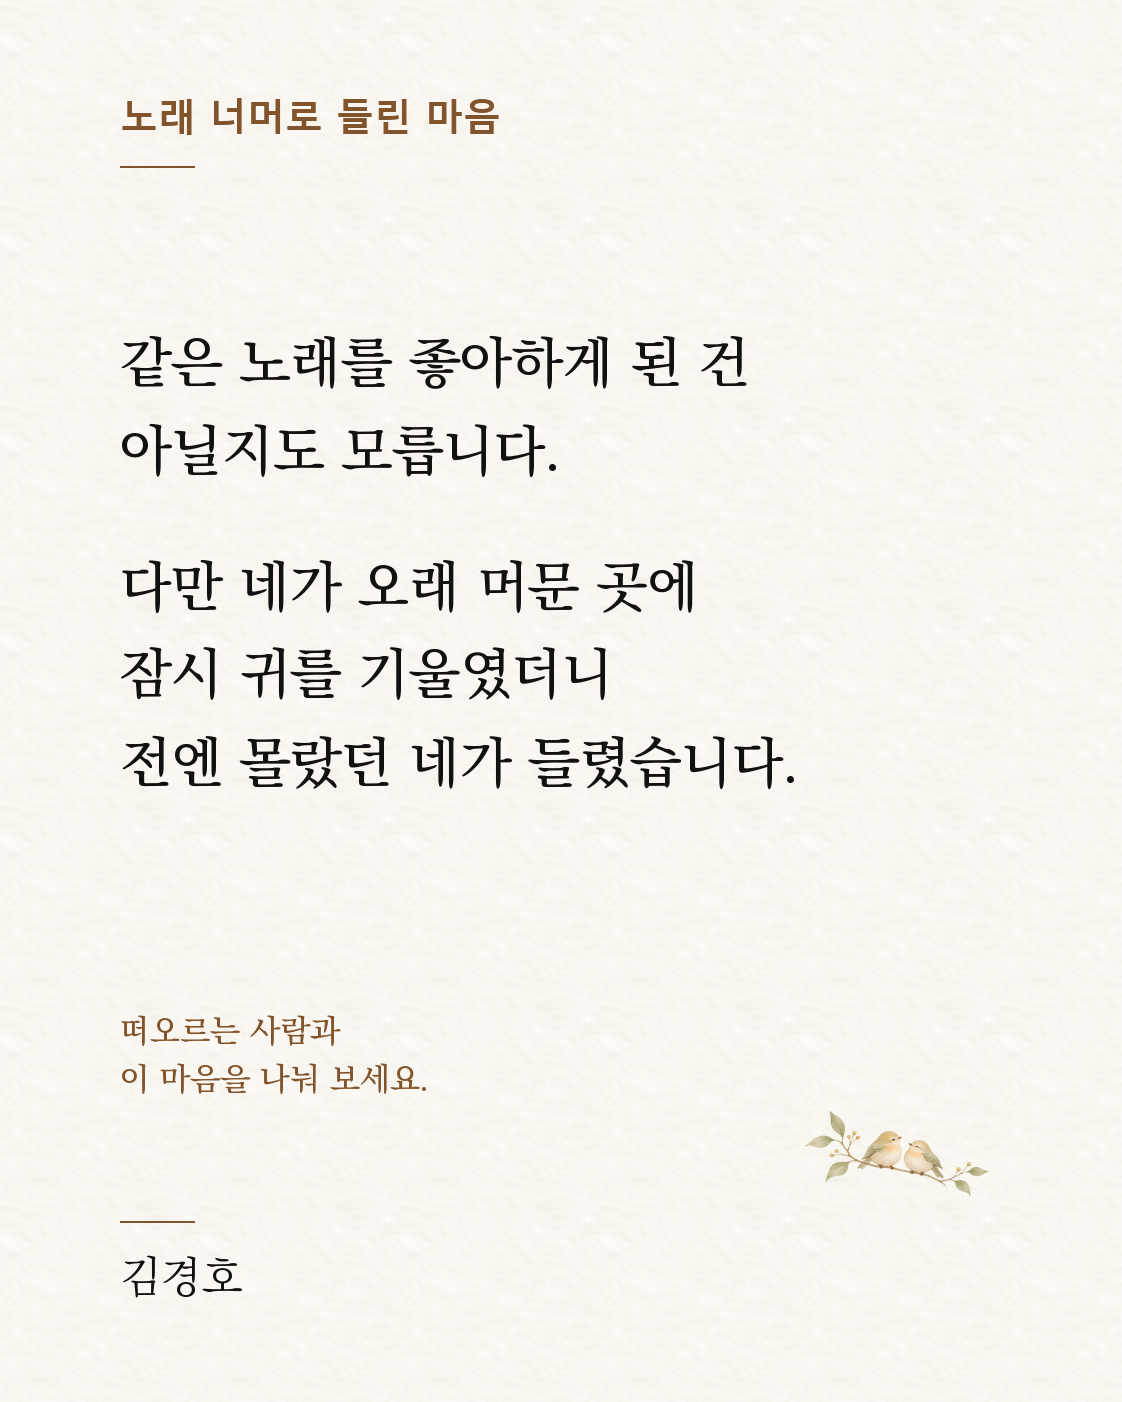 노래 너머로 들린 마음
같은 노래를 좋아하게 된 건
아닐지도 모릅니다.
다만 네가 오래 머문 곳에
잠시 귀를 기울였더니
전엔 몰랐던 네가 들렸습니다.
떠오르는 사람과
이 마음을 나눠 보세요.
김경호